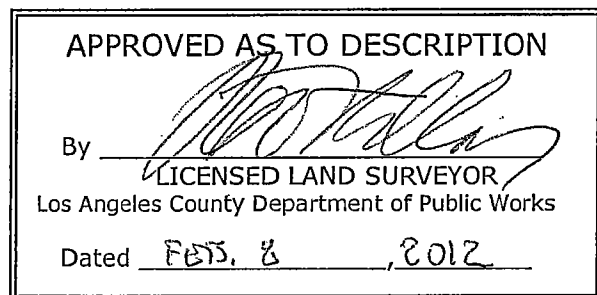 APPROVED AS TO DESCRIPTION
By
LICENSED LAND SURVEYOR
Los Angeles County Department of Public Works
Dated FEB. 8, 2012